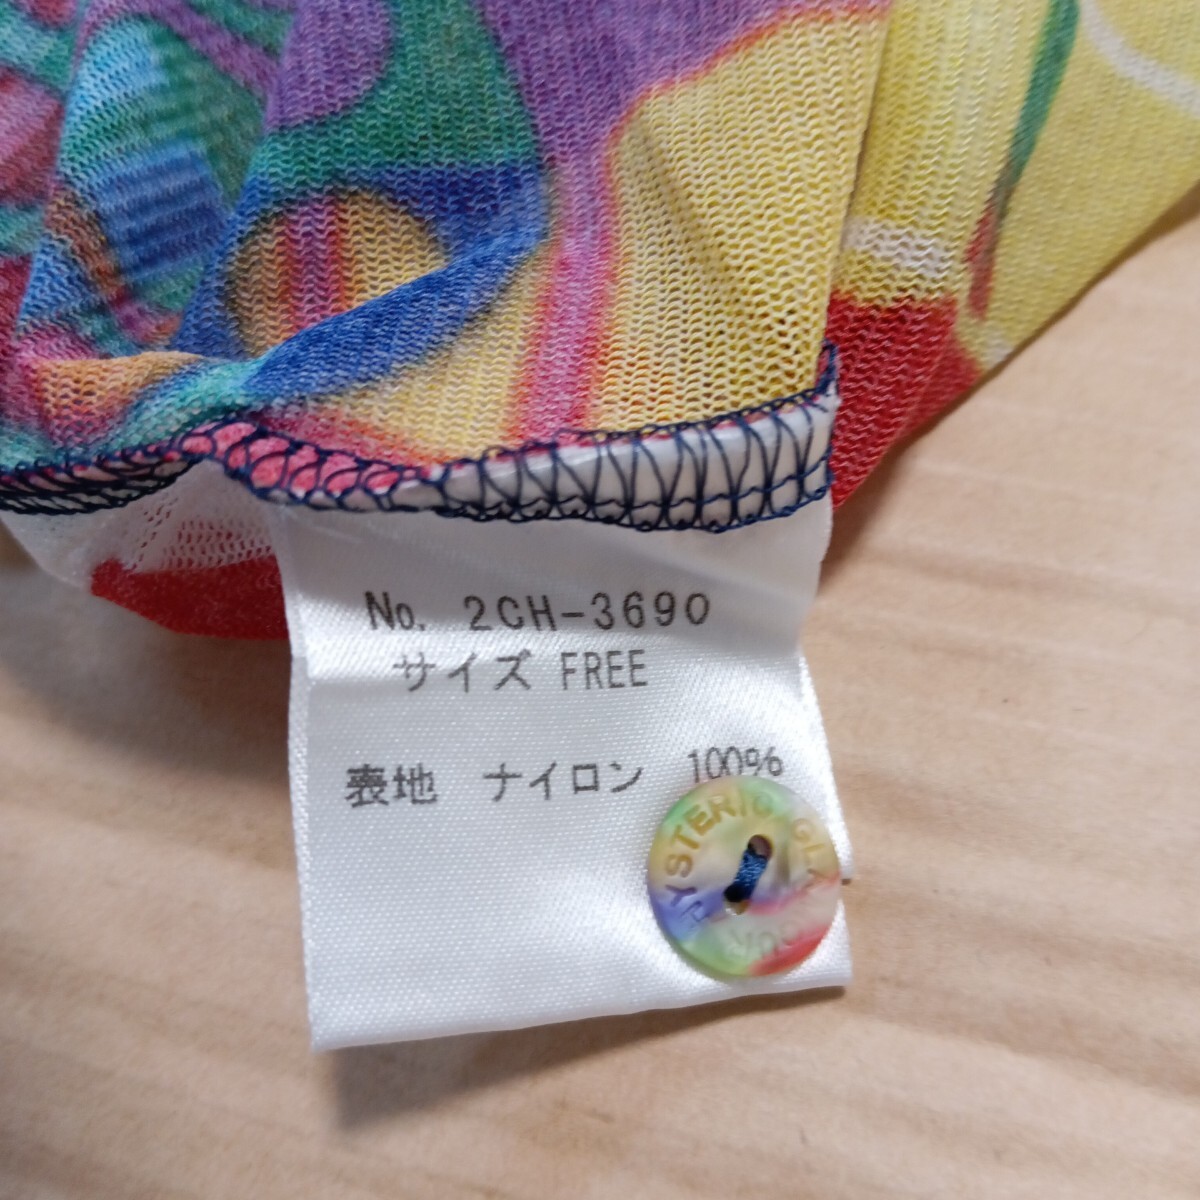 No. 2CH-3690
サイズ FREE
表地 ナイロン 100%